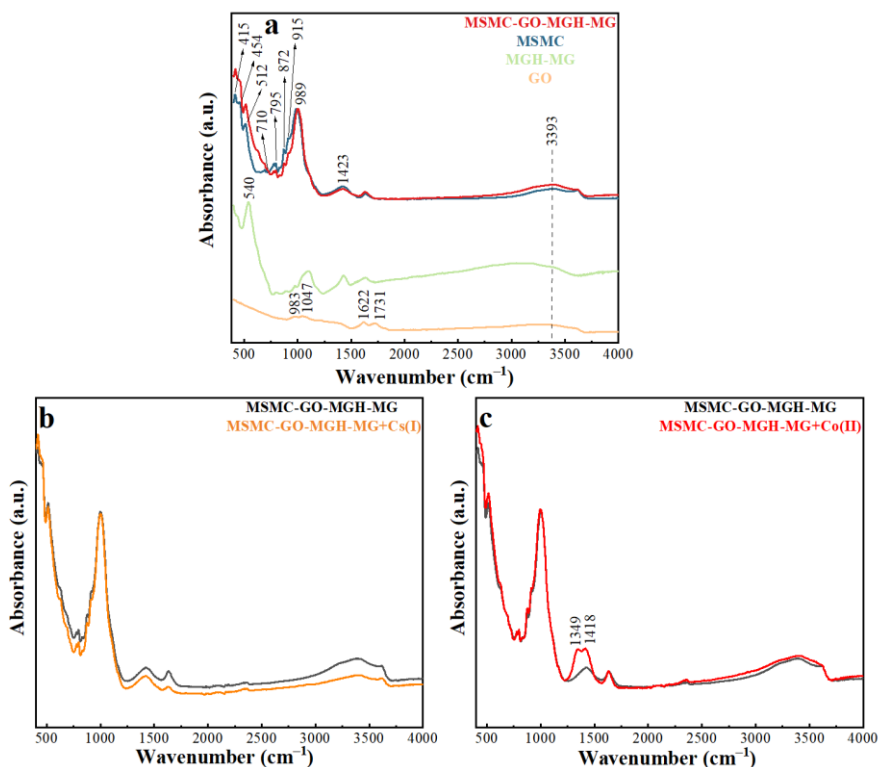 a
MSMC-GO-MGH-MG
MSMC
MGH-MG
GO
415
454
512
710
795
872
915
989
1423
3393
540
983
1047
1622
1731
Absorbance (a.u.)
500 1000 1500 2000 2500 3000 3500 4000
Wavenumber (cm⁻¹)
b
MSMC-GO-MGH-MG
MSMC-GO-MGH-MG+Cs(I)
Absorbance (a.u.)
500 1000 1500 2000 2500 3000 3500 4000
Wavenumber (cm⁻¹)
c
MSMC-GO-MGH-MG
MSMC-GO-MGH-MG+Co(II)
1349
1418
Absorbance (a.u.)
500 1000 1500 2000 2500 3000 3500 4000
Wavenumber (cm⁻¹)